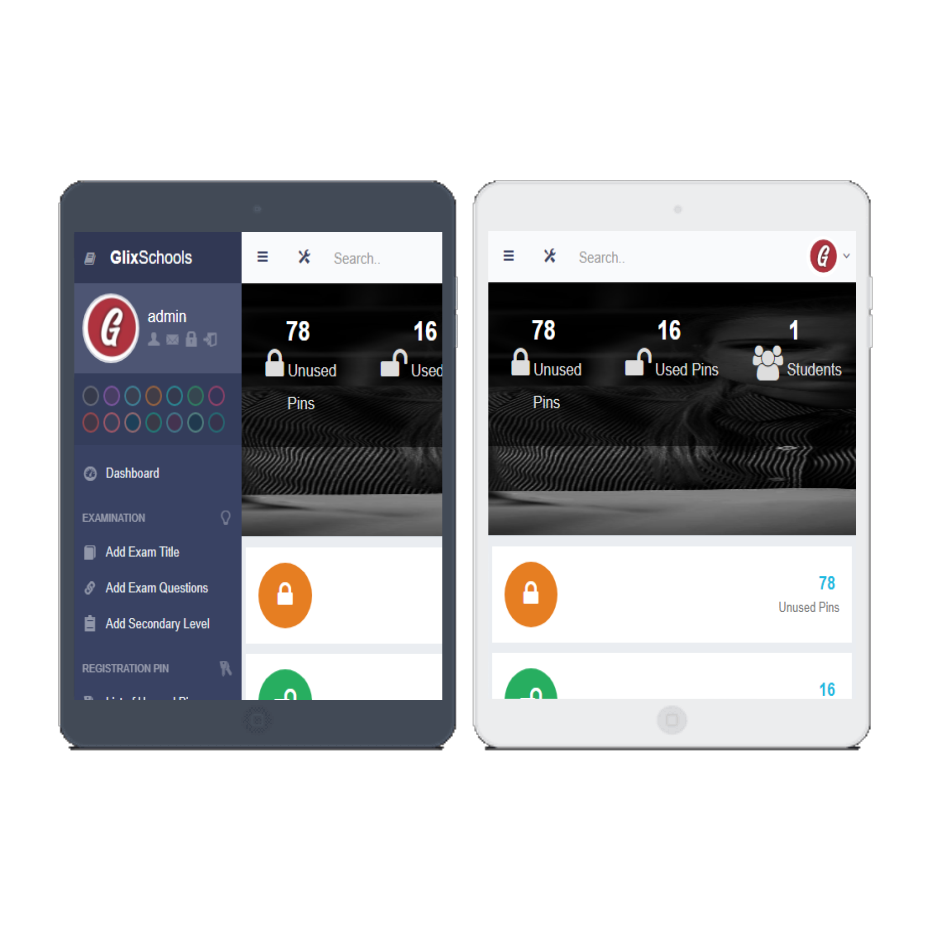 GlixSchools
Search..
G
admin
78
16
Unused
Pins
Used
Dashboard
EXAMINATION
Add Exam Title
Add Exam Questions
Add Secondary Level
REGISTRATION PIN
Search..
G
78
16
1
Unused
Pins
Used Pins
Students
78
Unused Pins
16